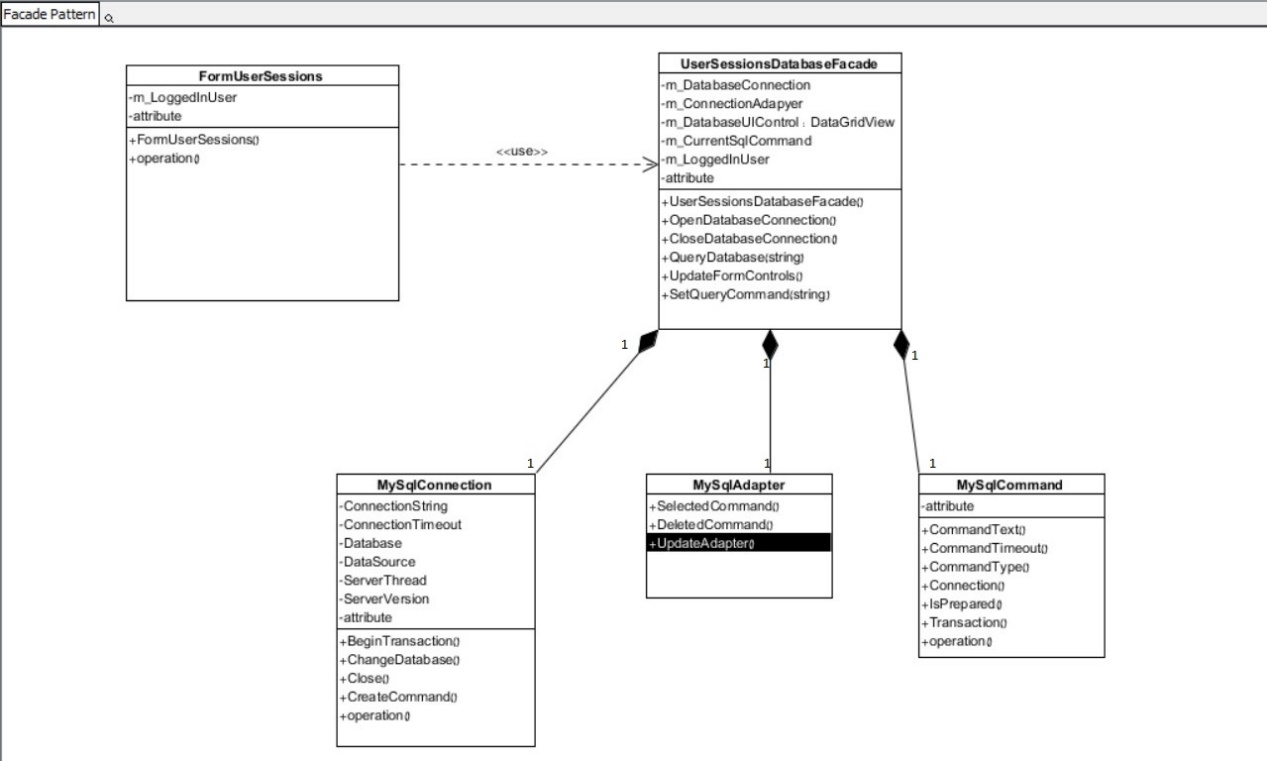 Facade Pattern
FormUserSessions
-m_LoggedInUser
-attribute
+FormUserSessions()
+operation()
<<use>>
UserSessionsDatabaseFacade
-m_DatabaseConnection
-m_ConnectionAdapyer
-m_DatabaseUIControl : DataGridView
-m_CurrentSqlCommand
-m_LoggedInUser
-attribute
+UserSessionsDatabaseFacade()
+OpenDatabaseConnection()
+CloseDatabaseConnection()
+QueryDatabase(string)
+UpdateFormControls()
+SetQueryCommand(string)
1
1
1
1
1
1
MySqlConnection
-ConnectionString
-ConnectionTimeout
-Database
-DataSource
-ServerThread
-ServerVersion
-attribute
+BeginTransaction()
+ChangeDatabase()
+Close()
+CreateCommand()
+operation()
MySqlAdapter
+SelectedCommand()
+DeletedCommand()
+UpdateAdapter()
MySqlCommand
-attribute
+CommandText()
+CommandTimeout()
+CommandType()
+Connection()
+IsPrepared()
+Transaction()
+operation()